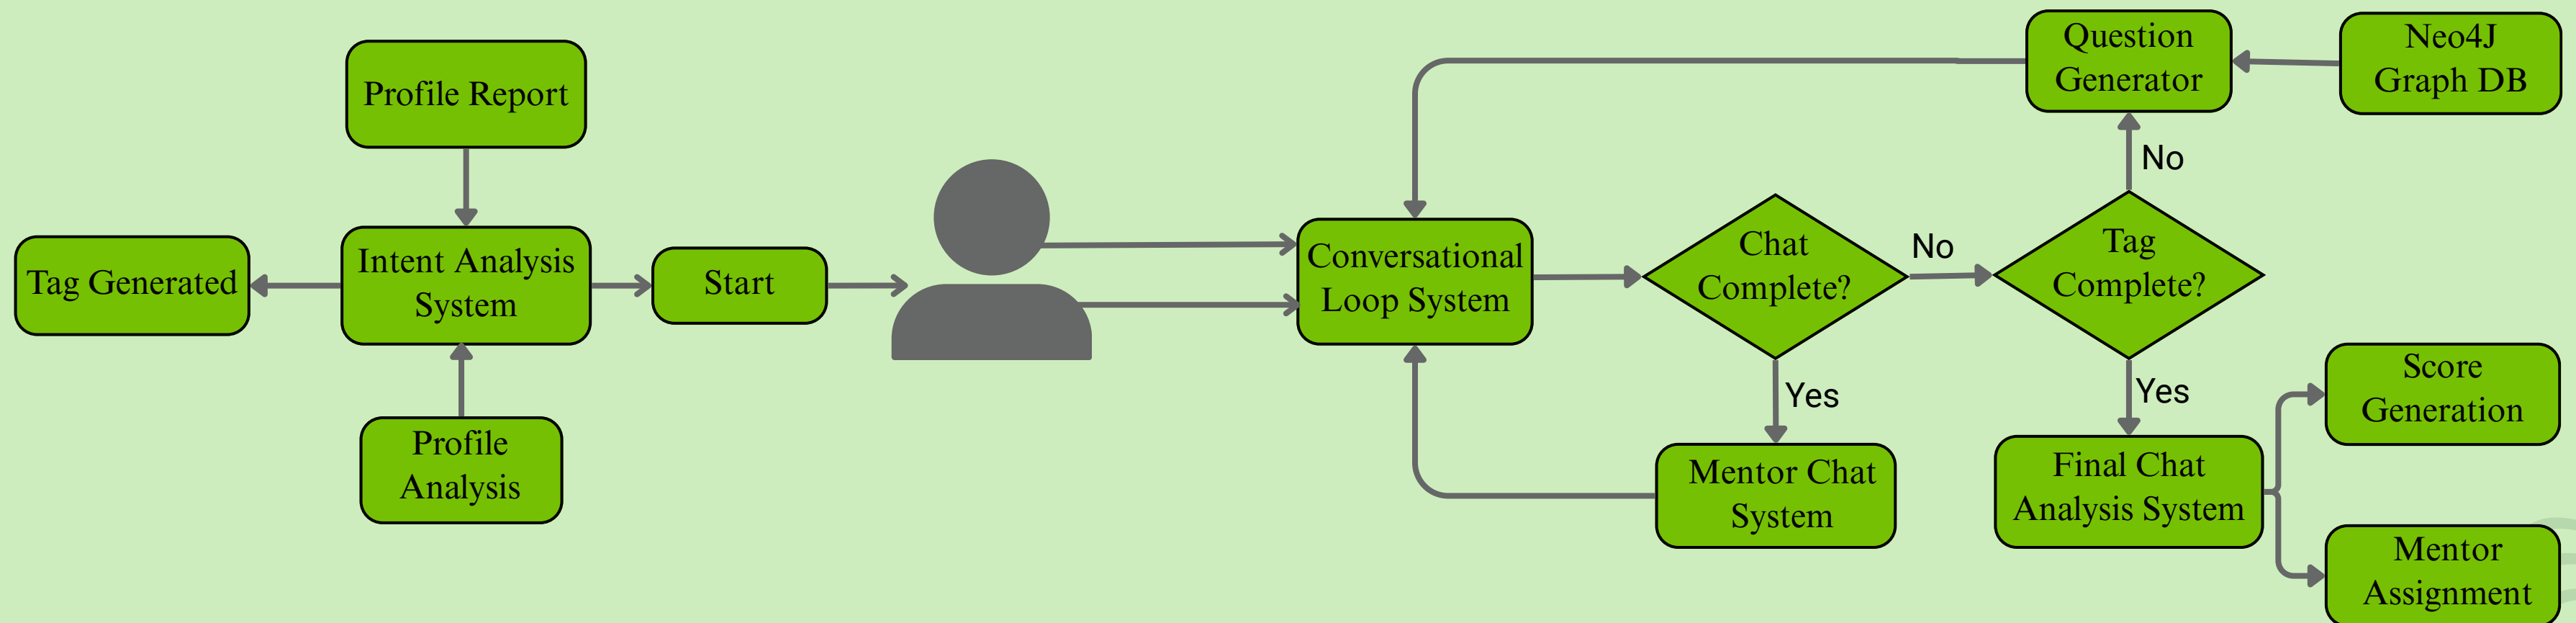 Profile Report
Tag Generated
Intent Analysis
System
Profile
Analysis
Start
Conversational
Loop System
Chat
Complete?
No
Yes
Mentor Chat
System
Tag
Complete?
No
Question
Generator
Neo4J
Graph DB
Yes
Final Chat
Analysis System
Score
Generation
Mentor
Assignment